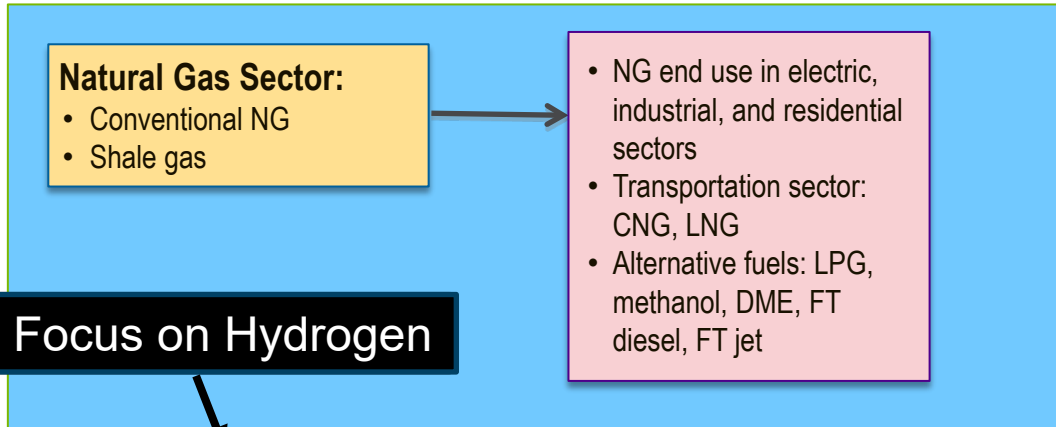 Natural Gas Sector:
• Conventional NG
• Shale gas
• NG end use in electric,
industrial, and residential
sectors
• Transportation sector:
CNG, LNG
• Alternative fuels: LPG,
methanol, DME, FT
diesel, FT jet
Focus on Hydrogen